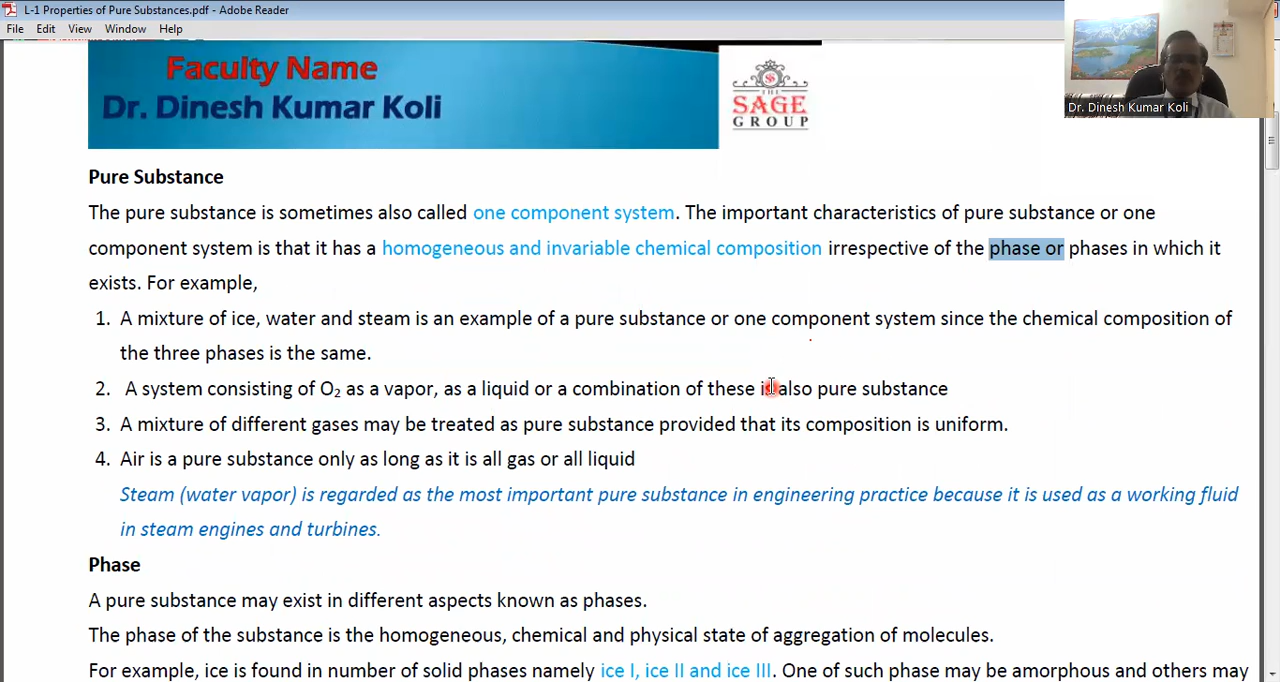 L-1 Properties of Pure Substances.pdf - Adobe Reader
File Edit View Window Help
Faculty Name
Dr. Dinesh Kumar Koli
THE
SAGE
GROUP
Dr. Dinesh Kumar Koli
Pure Substance
The pure substance is sometimes also called one component system. The important characteristics of pure substance or one
component system is that it has a homogeneous and invariable chemical composition irrespective of the phase or phases in which it
exists. For example,
1. A mixture of ice, water and steam is an example of a pure substance or one component system since the chemical composition of
the three phases is the same.
2. A system consisting of O₂ as a vapor, as a liquid or a combination of these is also pure substance
3. A mixture of different gases may be treated as pure substance provided that its composition is uniform.
4. Air is a pure substance only as long as it is all gas or all liquid
Steam (water vapor) is regarded as the most important pure substance in engineering practice because it is used as a working fluid
in steam engines and turbines.
Phase
A pure substance may exist in different aspects known as phases.
The phase of the substance is the homogeneous, chemical and physical state of aggregation of molecules.
For example, ice is found in number of solid phases namely ice I, ice II and ice III. One of such phase may be amorphous and others may